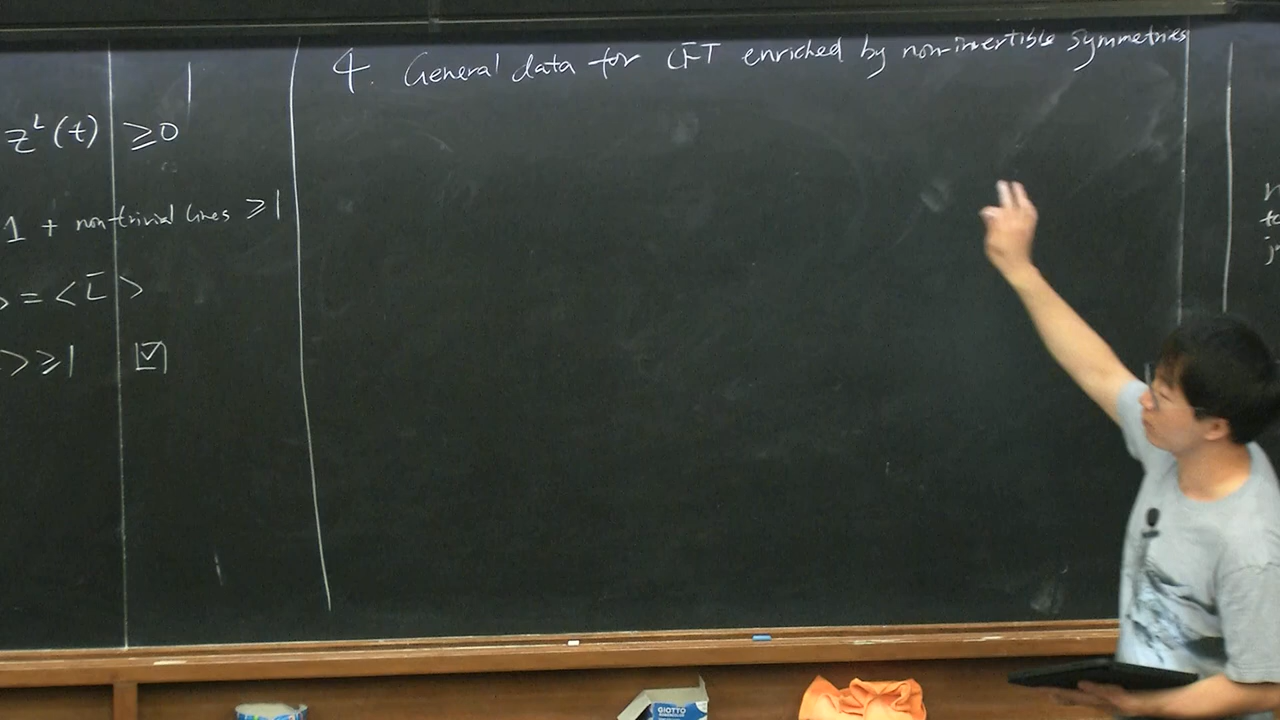 4. General data for CFT enriched by non-invertible symmetries
Z^L(t) ≥0
1 + non-trivial lines ≥1
> = <L̄>
> ≥1 ☑
GIOTTO